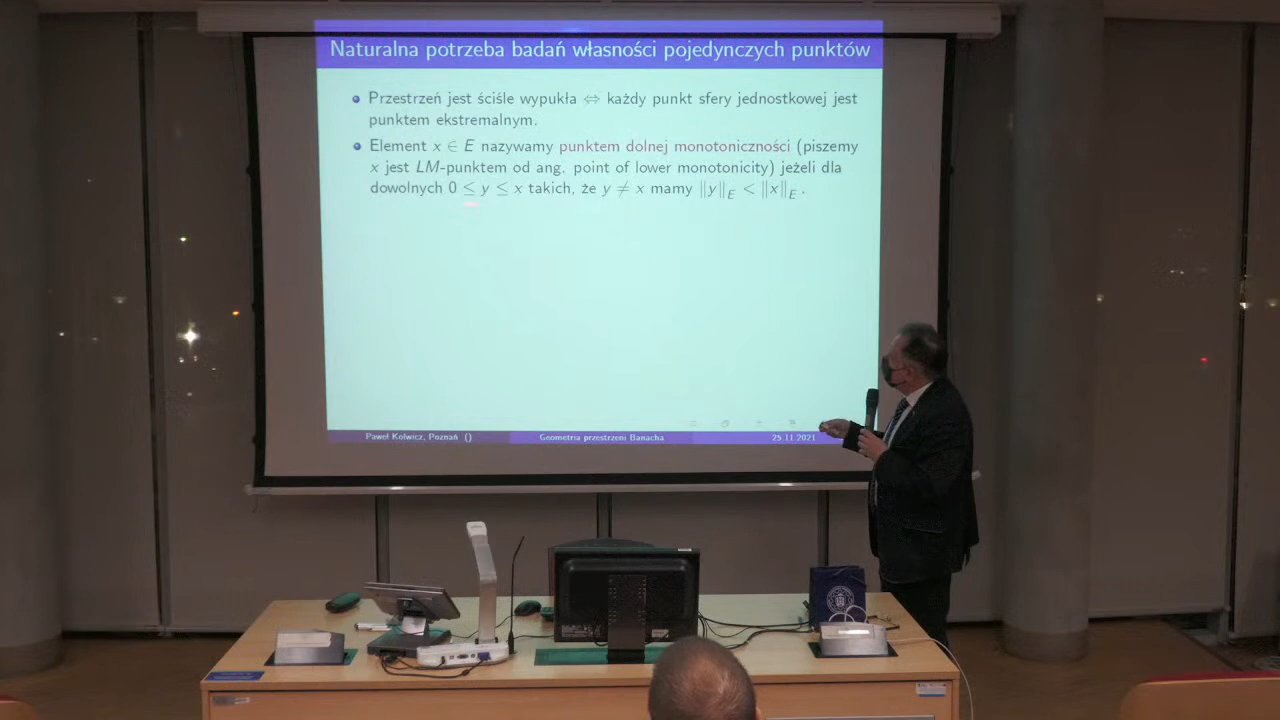 Naturalna potrzeba badań własności pojedynczych punktów
Przestrzeń jest ściśle wypukła ⇔ każdy punkt sfery jednostkowej jest
punktem ekstremalnym.
Element x ∈ E nazywamy punktem dolnej monotoniczności (piszemy
x jest LM-punktem od ang. point of lower monotonicity) jeżeli dla
dowolnych 0 ≤ y ≤ x takich, że y ≠ x mamy ‖y‖_E < ‖x‖_E .
Paweł Kolwicz, Poznań () Geometria przestrzeni Banacha 25.11.2021